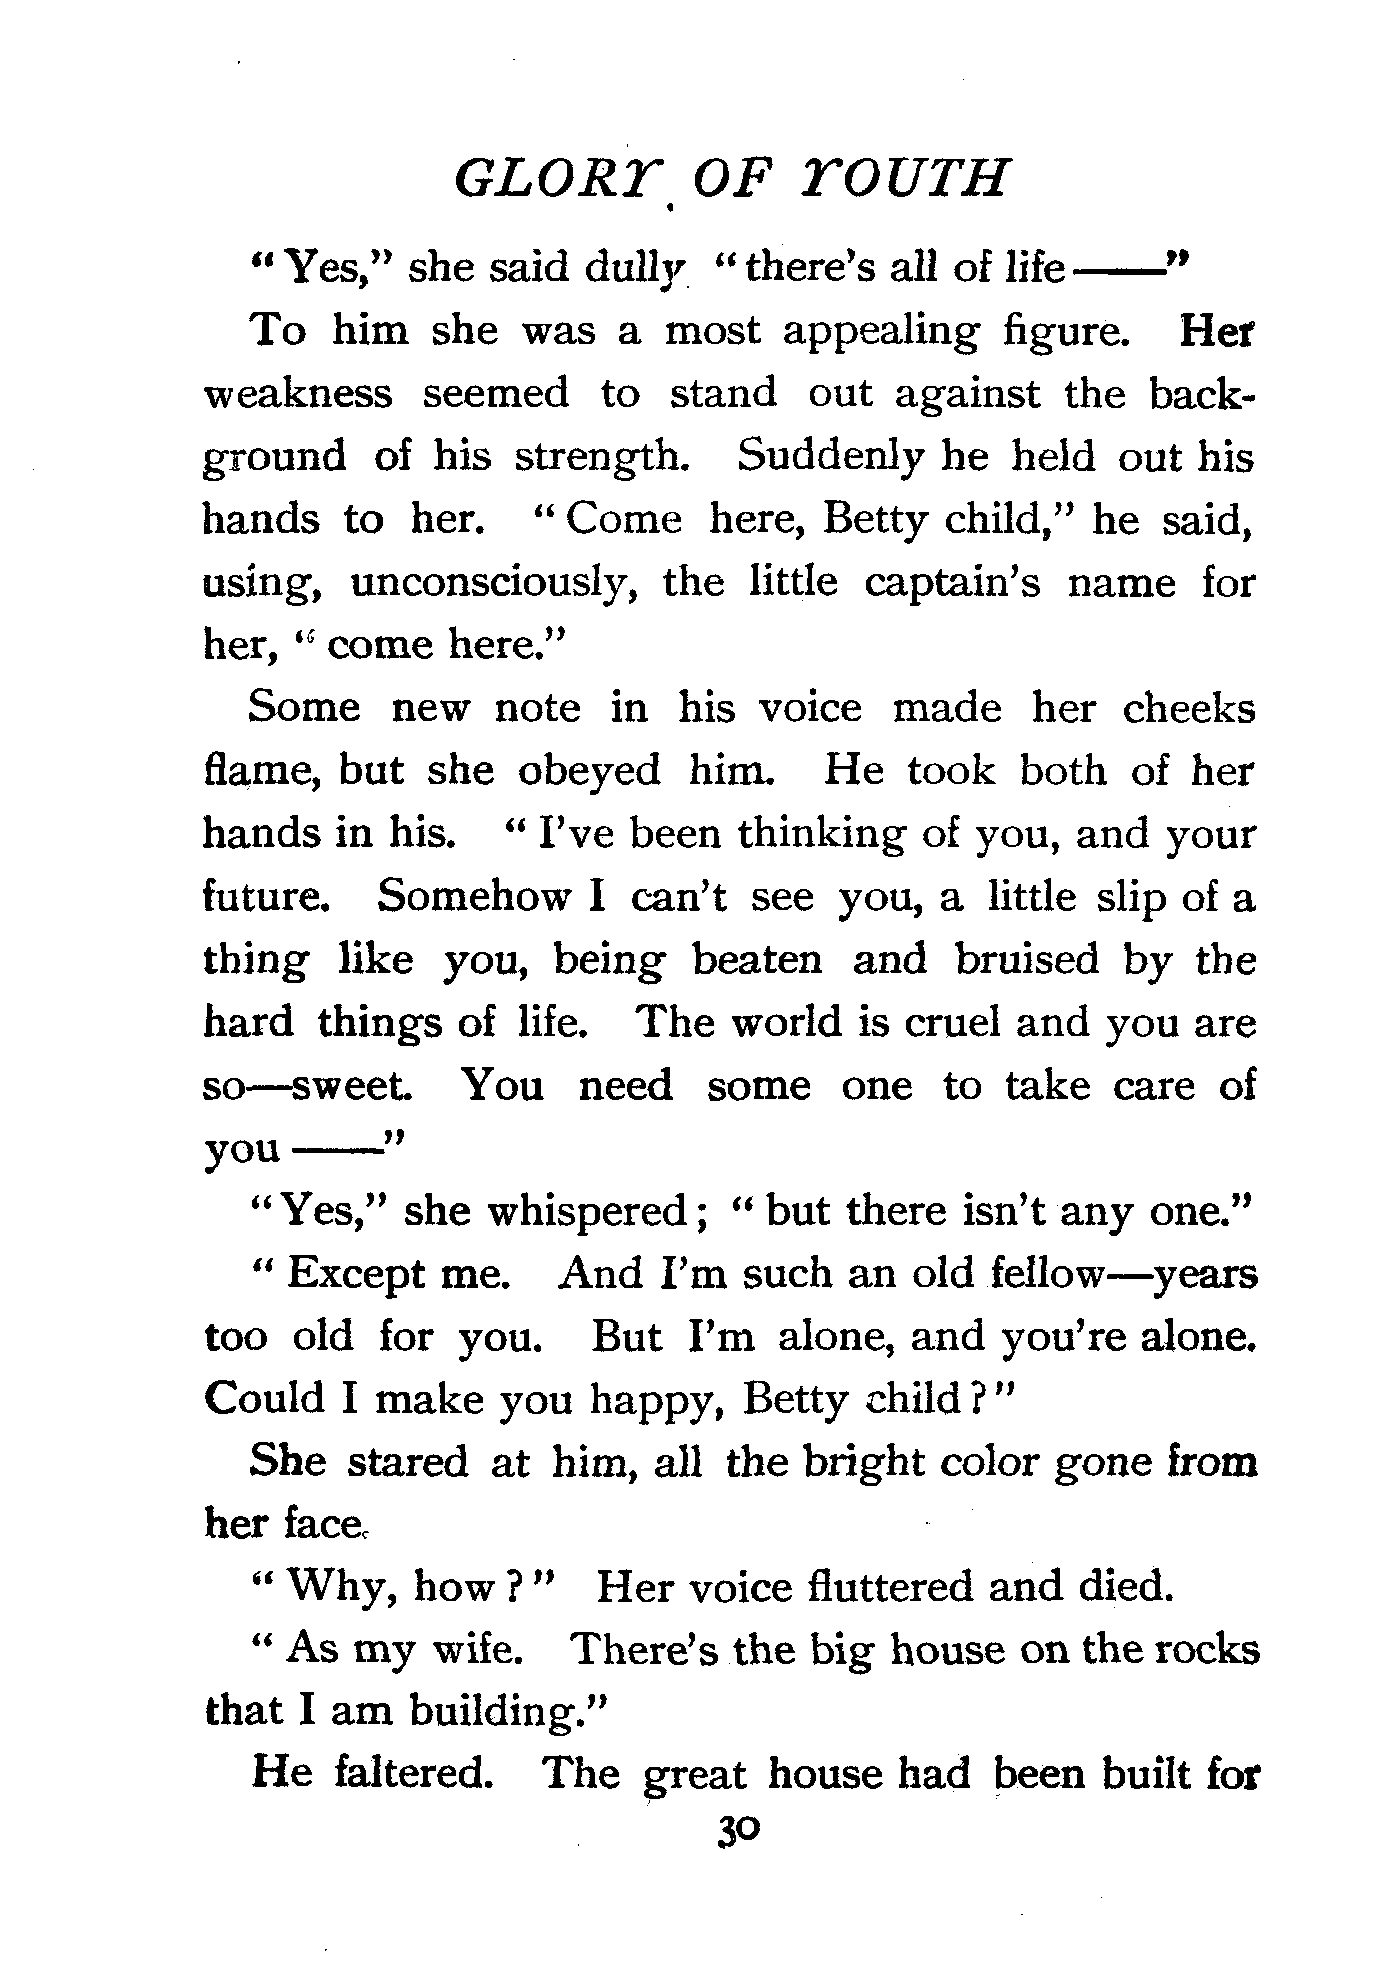 GLORY OF YOUTH
“Yes,” she said dully “there’s all of life——”
To him she was a most appealing figure. Her
weakness seemed to stand out against the back-
ground of his strength. Suddenly he held out his
hands to her. “Come here, Betty child,” he said,
using, unconsciously, the little captain’s name for
her, “come here.”
Some new note in his voice made her cheeks
flame, but she obeyed him. He took both of her
hands in his. “I’ve been thinking of you, and your
future. Somehow I can’t see you, a little slip of a
thing like you, being beaten and bruised by the
hard things of life. The world is cruel and you are
so—sweet. You need some one to take care of
you ——”
“Yes,” she whispered; “but there isn’t any one.”
“Except me. And I’m such an old fellow—years
too old for you. But I’m alone, and you’re alone.
Could I make you happy, Betty child?”
She stared at him, all the bright color gone from
her face.
“Why, how?” Her voice fluttered and died.
“As my wife. There’s the big house on the rocks
that I am building.”
He faltered. The great house had been built for
30